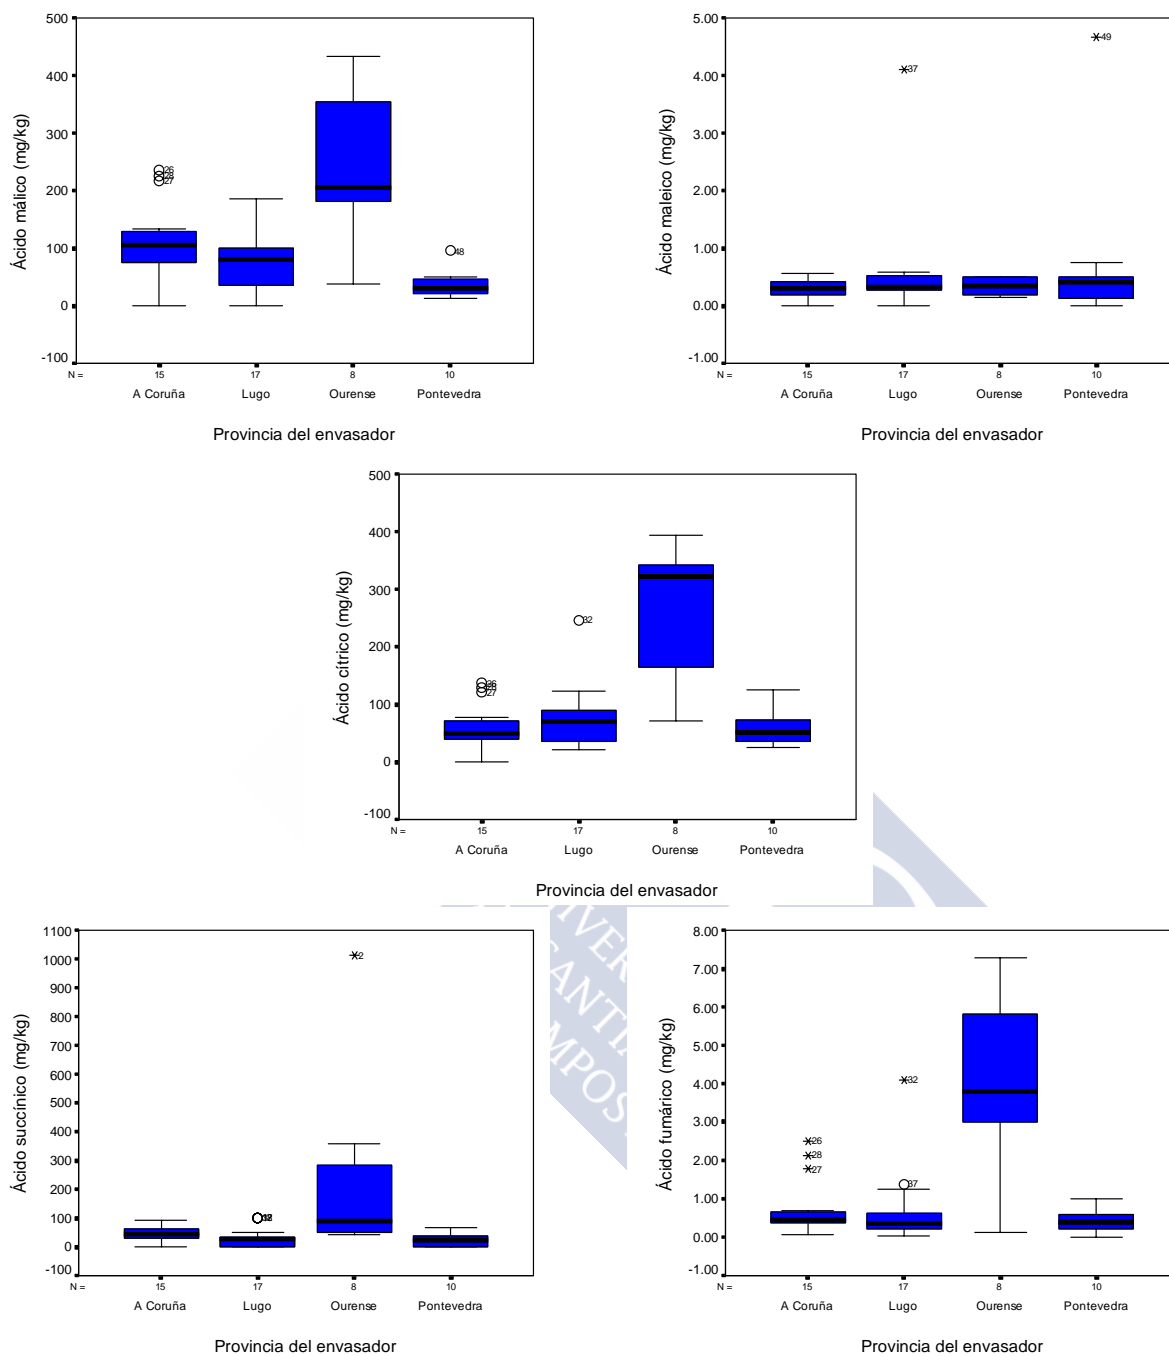 500
400
300
200
100
0
-100
Ácido málico (mg/kg)
26
28
27
48
N =
15
17
8
10
A Coruña
Lugo
Ourense
Pontevedra
Provincia del envasador
5.00
4.00
3.00
2.00
1.00
0.00
-1.00
Ácido maleico (mg/kg)
37
49
N =
15
17
8
10
A Coruña
Lugo
Ourense
Pontevedra
Provincia del envasador
500
400
300
200
100
0
-100
Ácido cítrico (mg/kg)
26
28
27
32
N =
15
17
8
10
A Coruña
Lugo
Ourense
Pontevedra
Provincia del envasador
1100
1000
900
800
700
600
500
400
300
200
100
0
-100
Ácido succínico (mg/kg)
2
N =
15
17
8
10
A Coruña
Lugo
Ourense
Pontevedra
Provincia del envasador
8.00
7.00
6.00
5.00
4.00
3.00
2.00
1.00
0.00
-1.00
Ácido fumárico (mg/kg)
26
28
27
32
37
N =
15
17
8
10
A Coruña
Lugo
Ourense
Pontevedra
Provincia del envasador